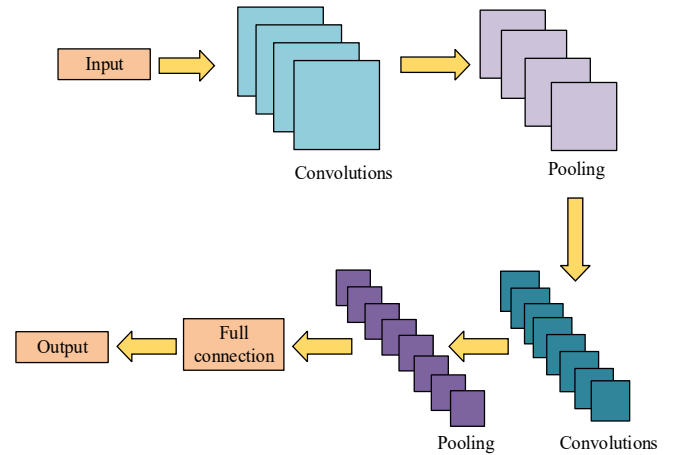 Input
Convolutions
Pooling
Output
Full
connection
Pooling
Convolutions